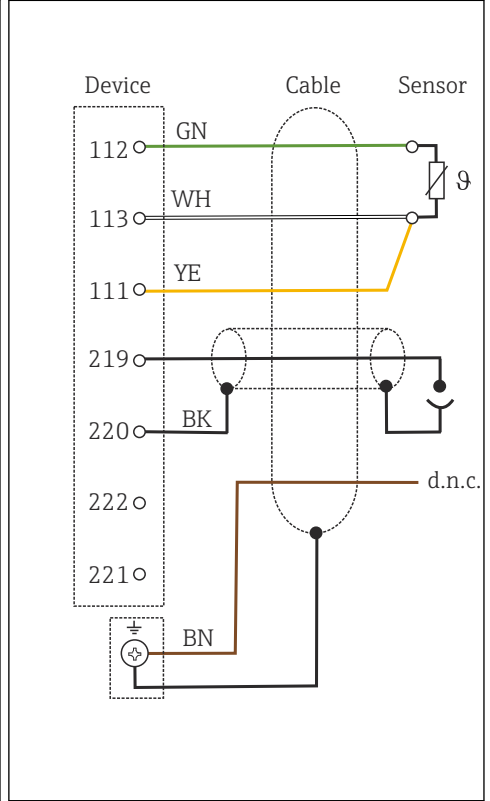 Device Cable Sensor
GN
112
ϑ
WH
113
YE
111
219
BK
220
d.n.c.
222
221
BN